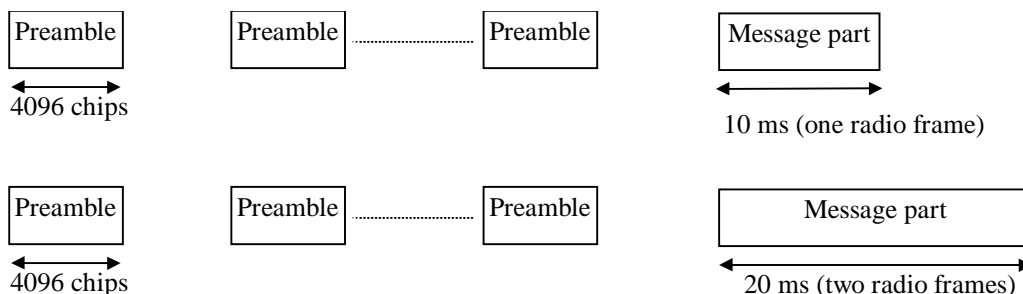 Preamble Preamble Preamble Message part
4096 chips
10 ms (one radio frame)
Preamble Preamble Preamble Message part
4096 chips
20 ms (two radio frames)